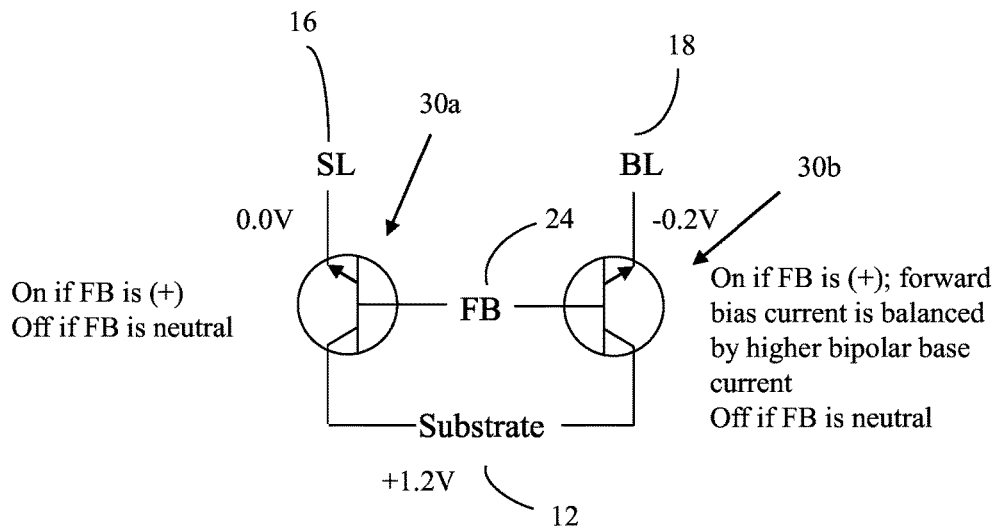 16
18
30a
SL
BL
30b
0.0V
24
-0.2V
On if FB is (+)
Off if FB is neutral
FB
On if FB is (+); forward
bias current is balanced
by higher bipolar base
current
Off if FB is neutral
Substrate
+1.2V
12